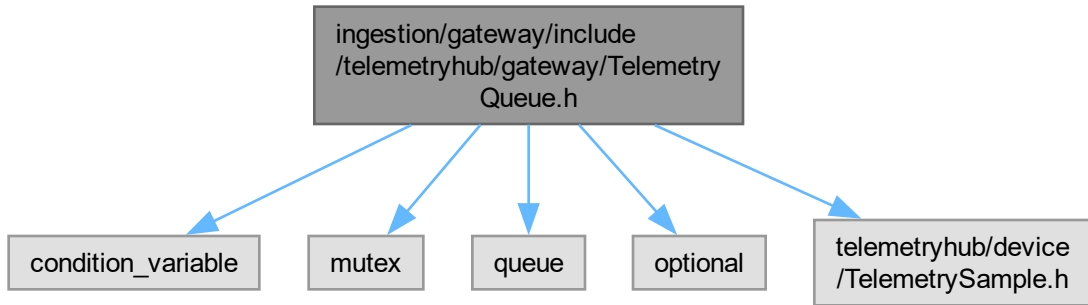 ingestion/gateway/include
/telemetryhub/gateway/Telemetry
Queue.h
condition_variable
mutex
queue
optional
telemetryhub/device
/TelemetrySample.h